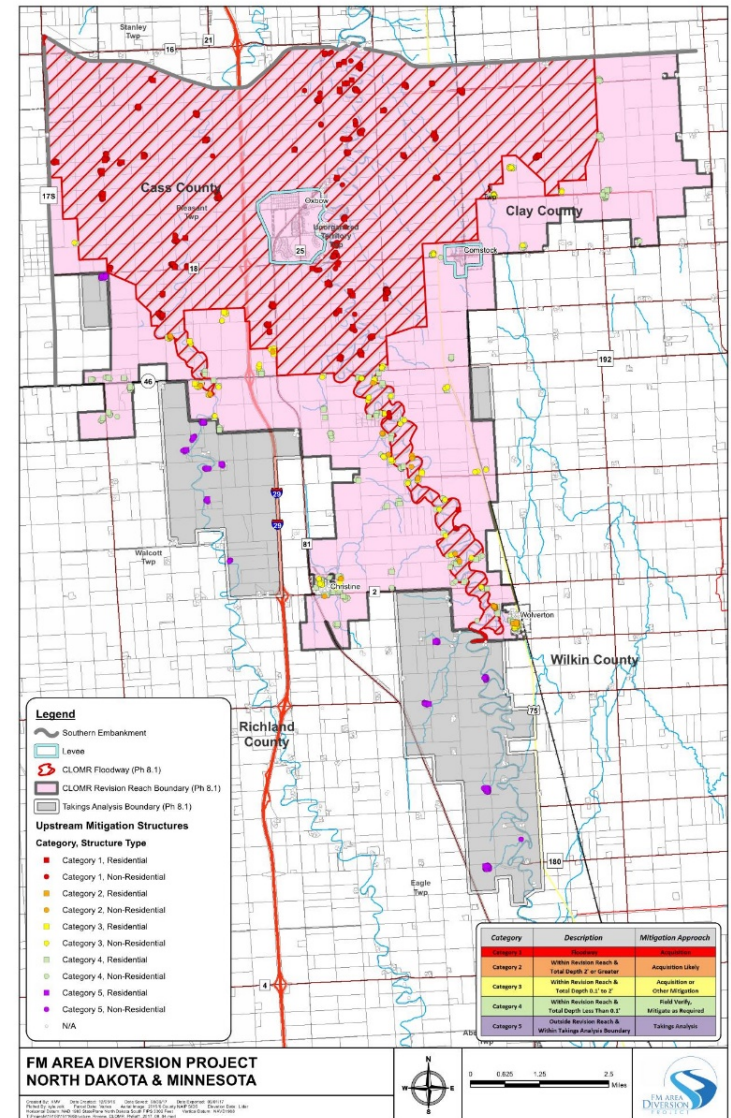 Stanley
Twp
21
16
17S
Cass County
Pleasant
Twp
Oxbow
Unorganized
Territory
25
18
Twp
Clay County
Comstock
192
46
29
29
81
Walcott
Twp
Christine
2
Wolverton
Wilkin County
75
Richland
County
180
Eagle
Twp
4
Legend
Southern Embankment
Levee
CLOMR Floodway (Ph 8.1)
CLOMR Revision Reach Boundary (Ph 8.1)
Takings Analysis Boundary (Ph 8.1)
Upstream Mitigation Structures
Category, Structure Type
Category 1, Residential
Category 1, Non-Residential
Category 2, Residential
Category 2, Non-Residential
Category 3, Residential
Category 3, Non-Residential
Category 4, Residential
Category 4, Non-Residential
Category 5, Residential
Category 5, Non-Residential
N/A
Category Description Mitigation Approach
Category 1 Floodway Acquisition
Category 2 Within Revision Reach & Total Depth 2' or Greater Acquisition Likely
Category 3 Within Revision Reach & Total Depth 0.1' to 2' Acquisition or Other Mitigation
Category 4 Within Revision Reach & Total Depth Less Than 0.1' Field Verify, Mitigate as Required
Category 5 Outside Revision Reach & Within Takings Analysis Boundary Takings Analysis
FM AREA DIVERSION PROJECT
NORTH DAKOTA & MINNESOTA
N
W E
S
0 0.625 1.25 2.5
Miles
FM AREA
DIVERSION
PROJECT